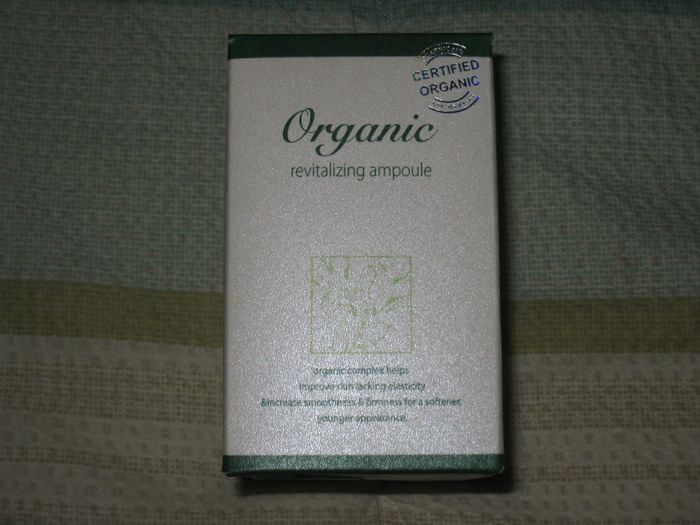 CERTIFIED
ORGANIC
Organic
revitalizing ampoule
organic complex helps
improve skin lacking elasticity
&increase smoothness & firmness for a softener,
younger appearance.